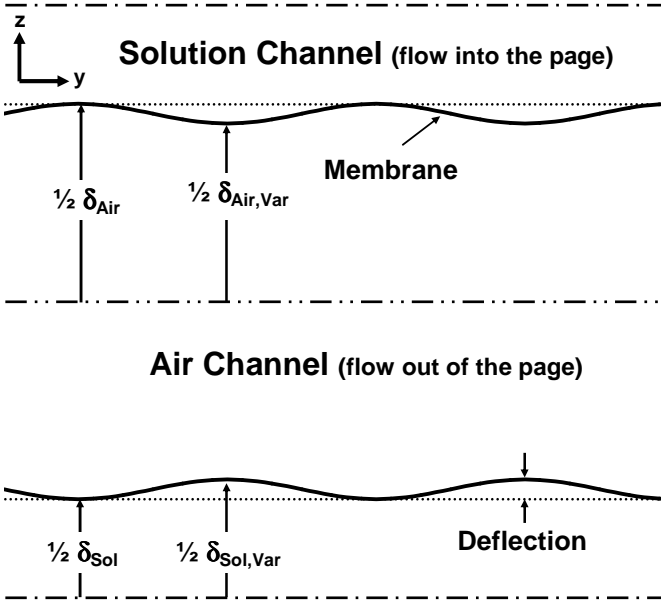 z
Solution Channel (flow into the page)
y
Membrane
½ δAir
½ δAir,Var
Air Channel (flow out of the page)
½ δSol
½ δSol,Var
Deflection